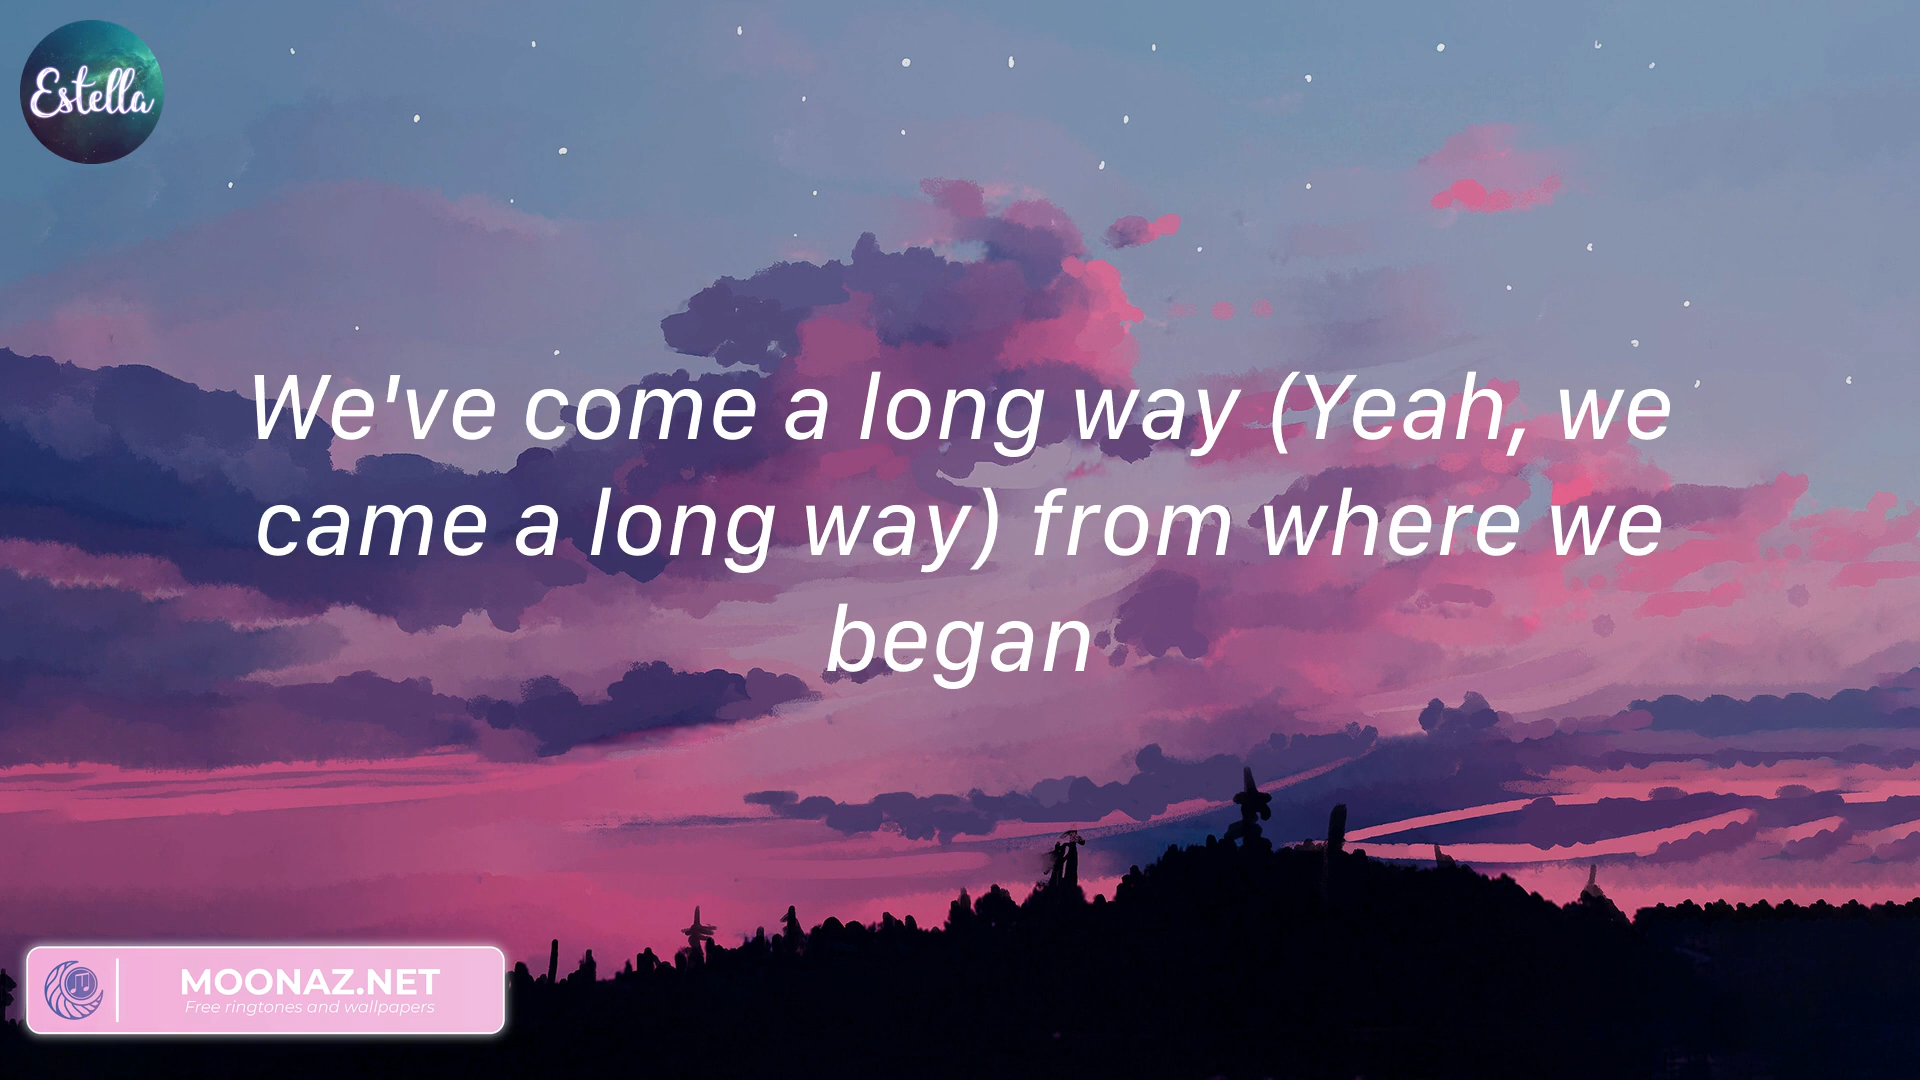 Estella
We've come a long way (Yeah, we
came a long way) from where we
began
MOONAZ.NET
Free ringtones and wallpapers